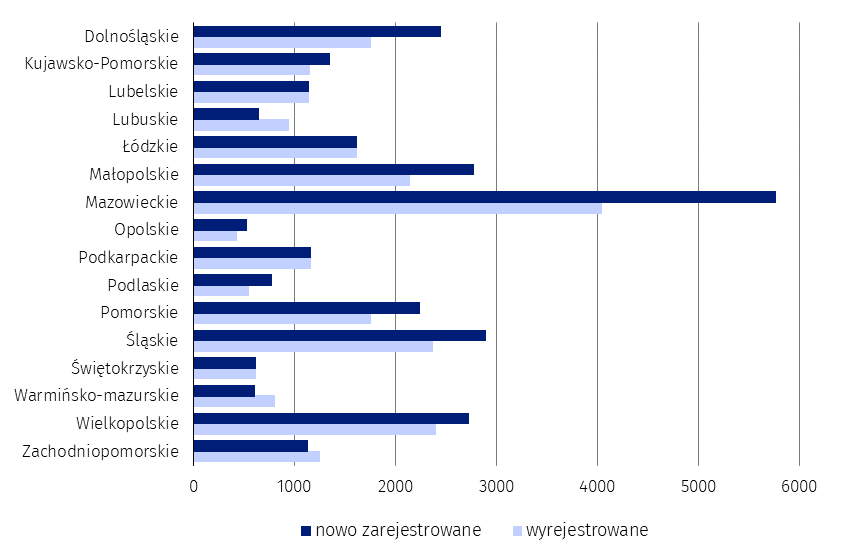 Dolnośląskie
Kujawsko-Pomorskie
Lubelskie
Lubuskie
Łódzkie
Małopolskie
Mazowieckie
Opolskie
Podkarpackie
Podlaskie
Pomorskie
Śląskie
Świętokrzyskie
Warmińsko-mazurskie
Wielkopolskie
Zachodniopomorskie
0 1000 2000 3000 4000 5000 6000
nowo zarejestrowane wyrejestrowane